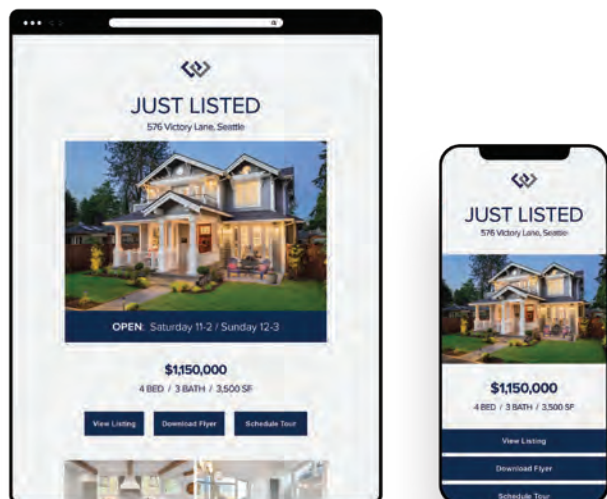 JUST LISTED
576 Victory Lane, Seattle
OPEN: Saturday 11-2 / Sunday 12-3
$1,150,000
4 BED / 3 BATH / 3,500 SF
View Listing Download Flyer Schedule Tour
JUST LISTED
576 Victory Lane, Seattle
$1,150,000
4 BED / 3 BATH / 3,500 SF
View Listing
Download Flyer
Schedule Tour